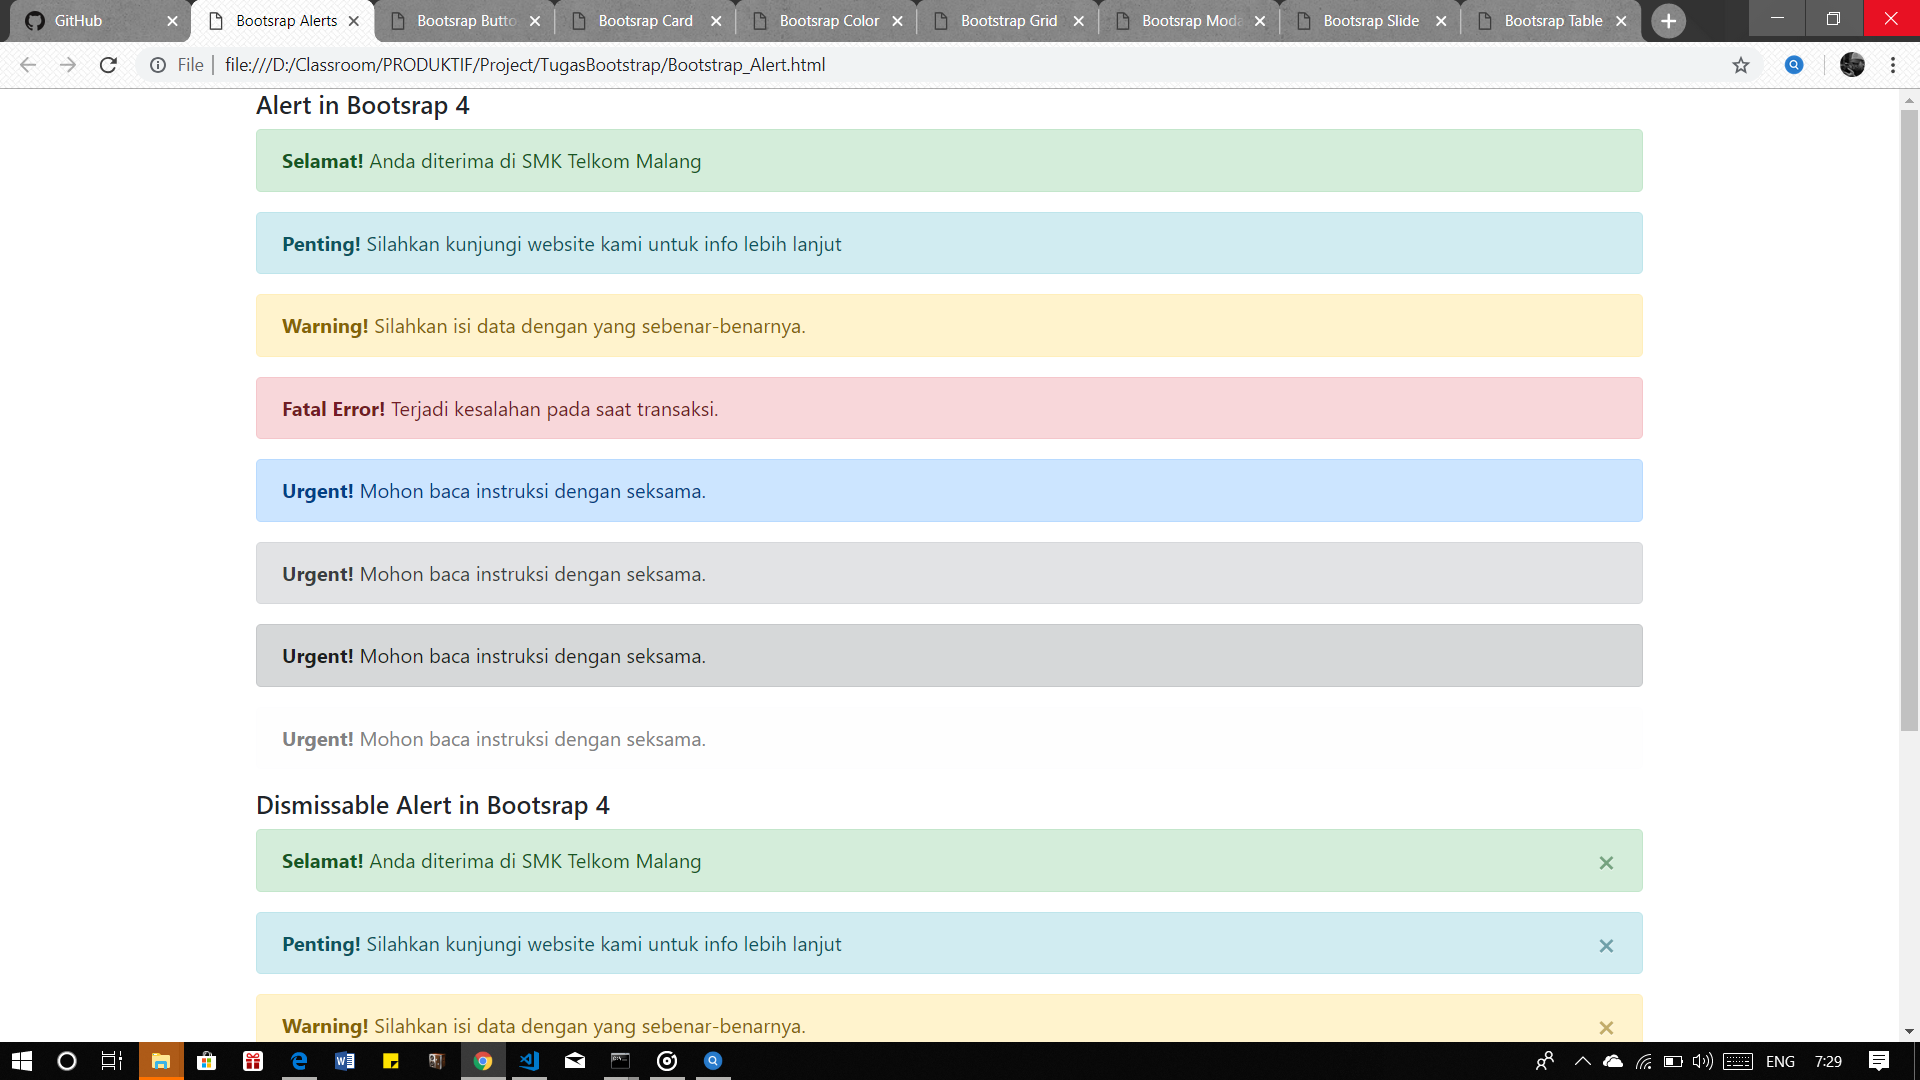 GitHub
Bootsrap Alerts
Bootsrap Butto
Bootsrap Card
Bootsrap Color
Bootstrap Grid
Bootsrap Moda
Bootsrap Slide
Bootsrap Table
File
file:///D:/Classroom/PRODUKTIF/Project/TugasBootstrap/Bootstrap_Alert.html
Alert in Bootsrap 4
Selamat! Anda diterima di SMK Telkom Malang
Penting! Silahkan kunjungi website kami untuk info lebih lanjut
Warning! Silahkan isi data dengan yang sebenar-benarnya.
Fatal Error! Terjadi kesalahan pada saat transaksi.
Urgent! Mohon baca instruksi dengan seksama.
Urgent! Mohon baca instruksi dengan seksama.
Urgent! Mohon baca instruksi dengan seksama.
Urgent! Mohon baca instruksi dengan seksama.
Dismissable Alert in Bootsrap 4
Selamat! Anda diterima di SMK Telkom Malang
Penting! Silahkan kunjungi website kami untuk info lebih lanjut
Warning! Silahkan isi data dengan yang sebenar-benarnya.
ENG
7:29